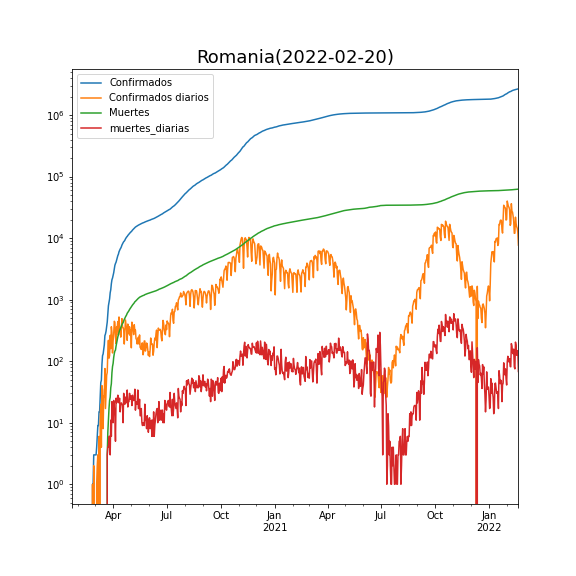 Romania(2022-02-20)
Confirmados
Confirmados diarios
Muertes
muertes_diarias
10⁶
10⁵
10⁴
10³
10²
10¹
10⁰
Apr Jul Oct Jan Apr Jul Oct Jan
2021 2022